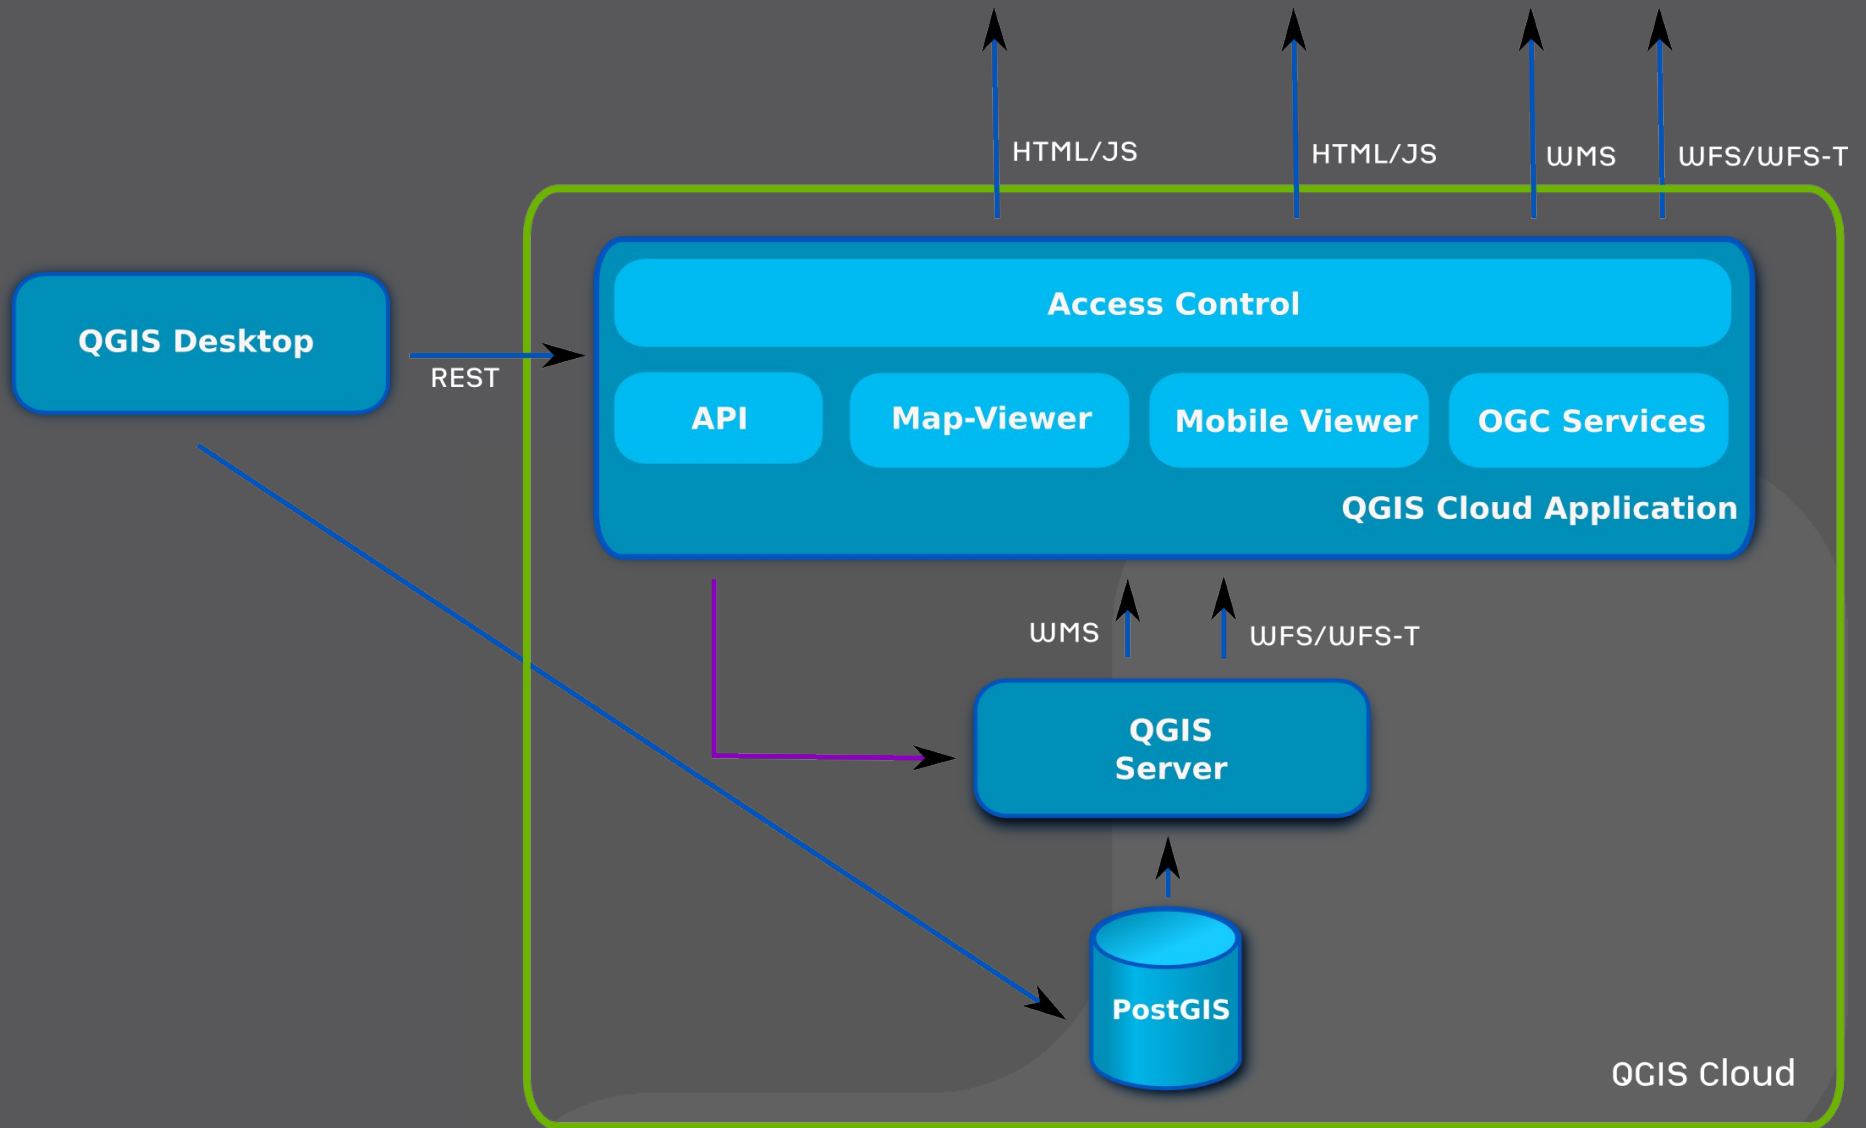 HTML/JS
HTML/JS
WMS
WFS/WFS-T
QGIS Desktop
REST
Access Control
API
Map-Viewer
Mobile Viewer
OGC Services
QGIS Cloud Application
WMS
WFS/WFS-T
QGIS
Server
PostGIS
QGIS Cloud